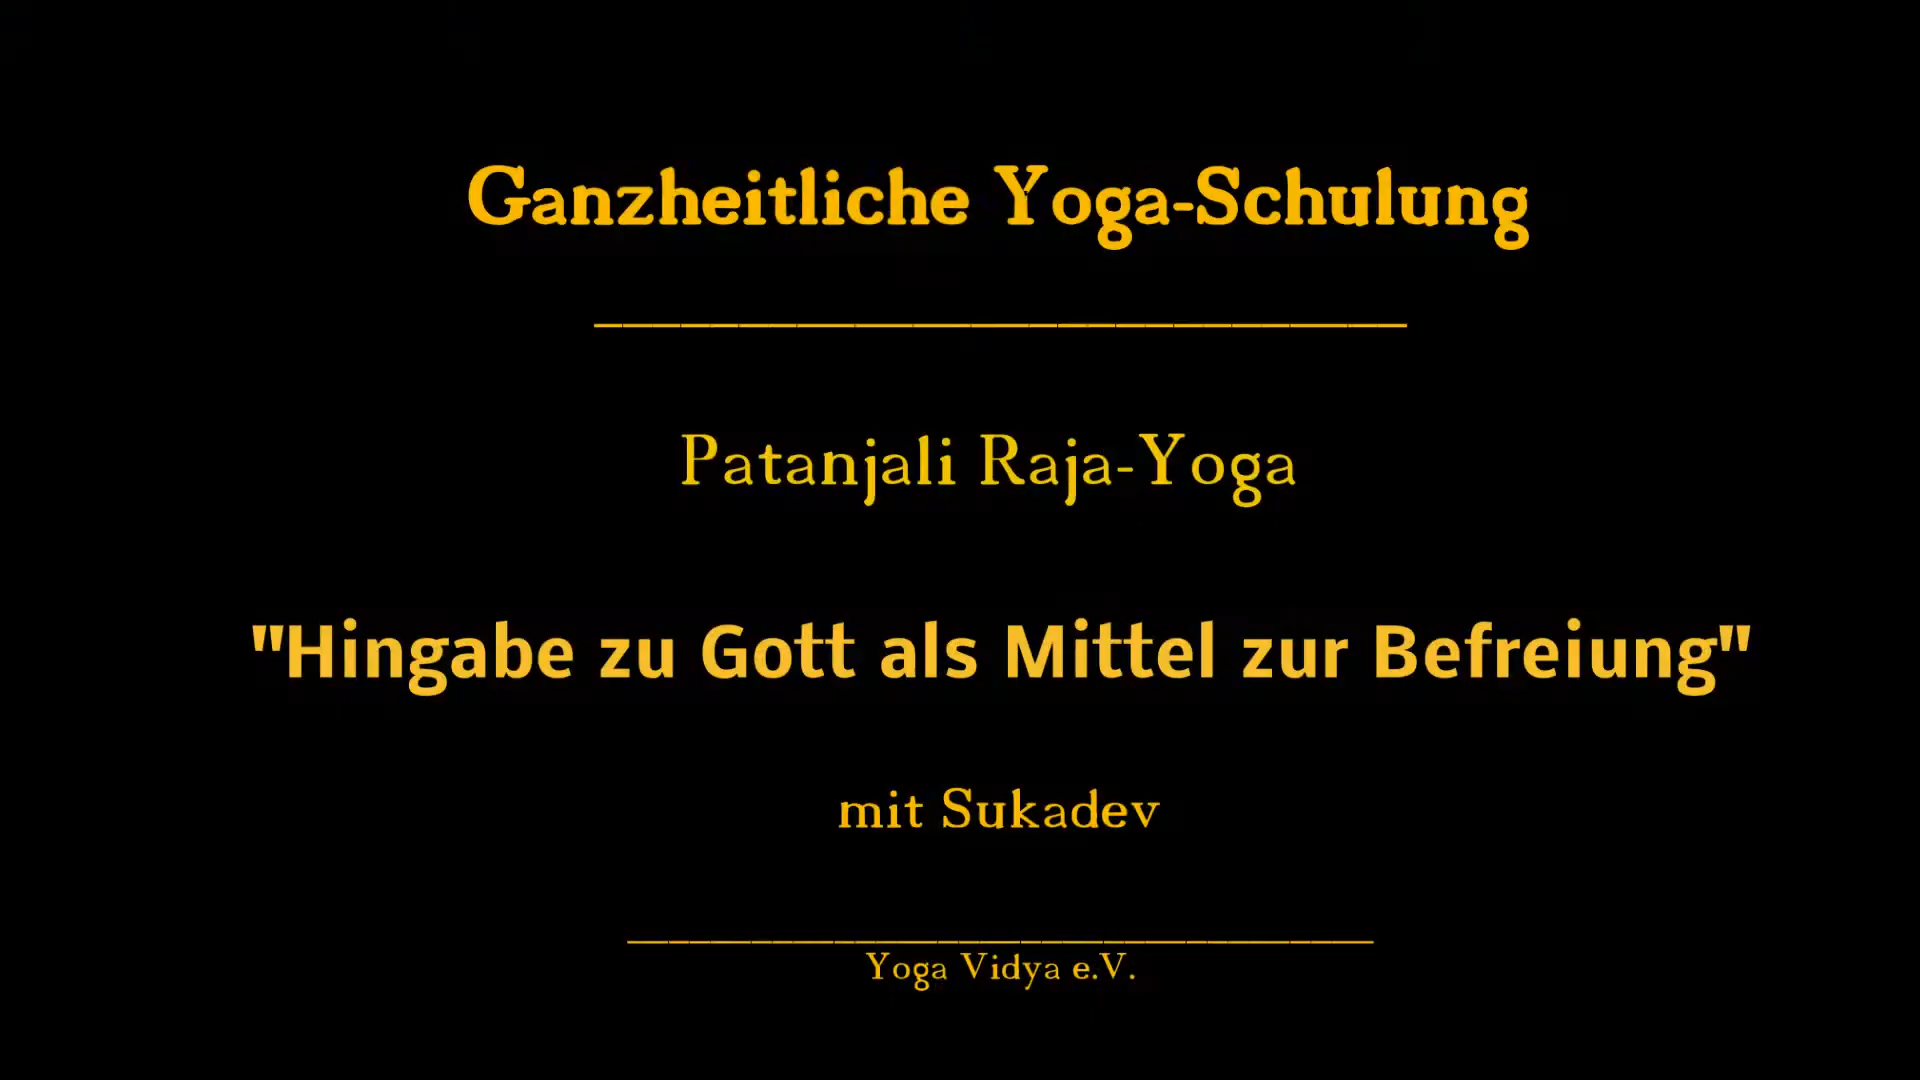 Ganzheitliche Yoga-Schulung
Patanjali Raja-Yoga
"Hingabe zu Gott als Mittel zur Befreiung"
mit Sukadev
Yoga Vidya e.V.